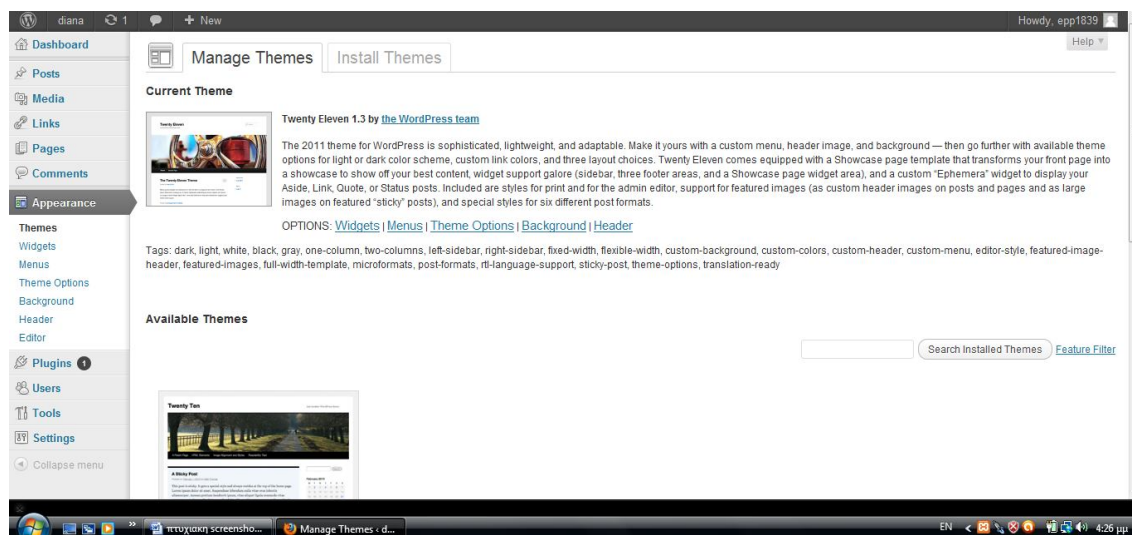 diana 1 + New Howdy, epp1839
Help
Dashboard
Posts
Media
Links
Pages
Comments
Appearance
Themes
Widgets
Menus
Theme Options
Background
Header
Editor
Plugins 1
Users
Tools
Settings
Collapse menu
Manage Themes Install Themes
Current Theme
Twenty Eleven 1.3 by the WordPress team
The 2011 theme for WordPress is sophisticated, lightweight, and adaptable. Make it yours with a custom menu, header image, and background — then go further with available theme
options for light or dark color scheme, custom link colors, and three layout choices. Twenty Eleven comes equipped with a Showcase page template that transforms your front page into
a showcase to show off your best content, widget support galore (sidebar, three footer areas, and a Showcase page widget area), and a custom "Ephemera" widget to display your
Aside, Link, Quote, or Status posts. Included are styles for print and for the admin editor, support for featured images (as custom header images on posts and pages and as large
images on featured "sticky" posts), and special styles for six different post formats.
OPTIONS: Widgets | Menus | Theme Options | Background | Header
Tags: dark, light, white, black, gray, one-column, two-columns, left-sidebar, right-sidebar, fixed-width, flexible-width, custom-background, custom-colors, custom-header, custom-menu, editor-style, featured-image-
header, featured-images, full-width-template, microformats, post-formats, rtl-language-support, sticky-post, theme-options, translation-ready
Available Themes
Search Installed Themes Feature Filter
Twenty Ten
A Sticky Post
πτυχιακη screensho... Manage Themes ‹ d... EN 4:26 μμ